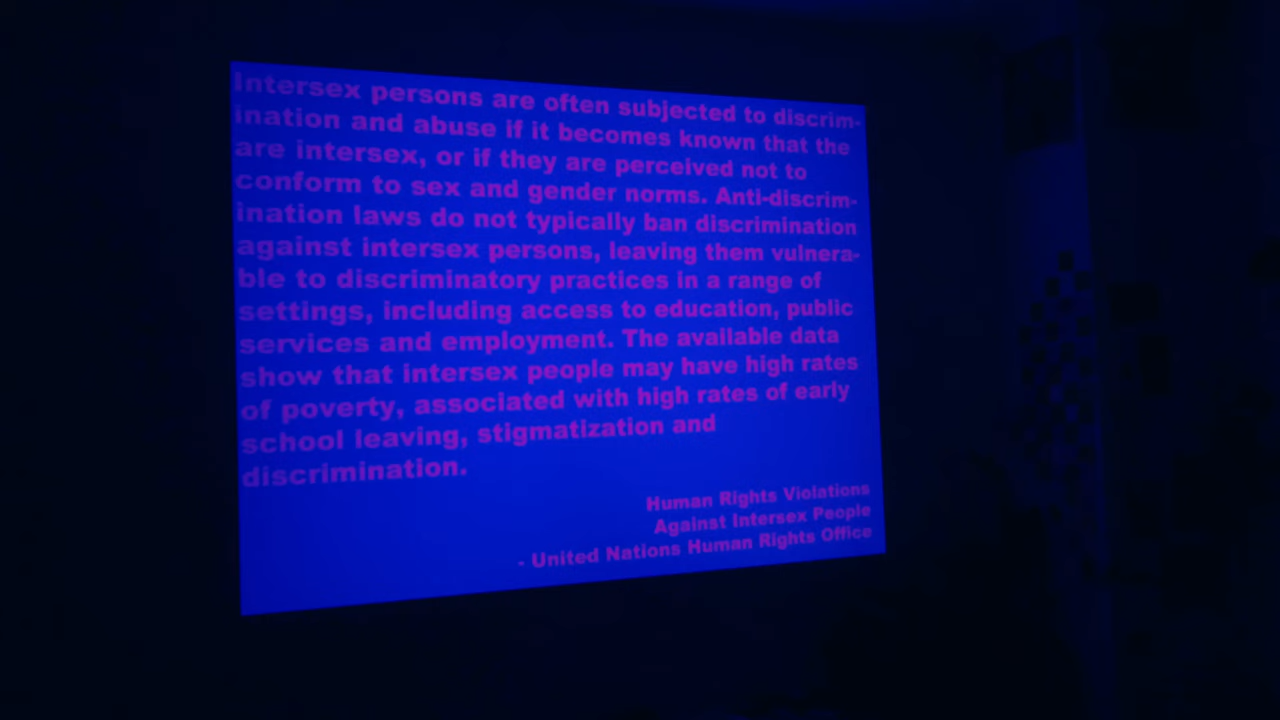 Intersex persons are often subjected to discrim-
ination and abuse if it becomes known that the
are intersex, or if they are perceived not to
conform to sex and gender norms. Anti-discrim-
ination laws do not typically ban discrimination
against intersex persons, leaving them vulnera-
ble to discriminatory practices in a range of
settings, including access to education, public
services and employment. The available data
show that intersex people may have high rates
of poverty, associated with high rates of early
school leaving, stigmatization and
discrimination.
Human Rights Violations
Against Intersex People
- United Nations Human Rights Office